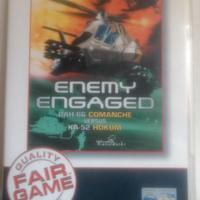 ENEMY
ENGAGED
RAH-66 COMANCHE
VERSUS
KA-52 HOKUM
QUALITY
FAIR
GAME